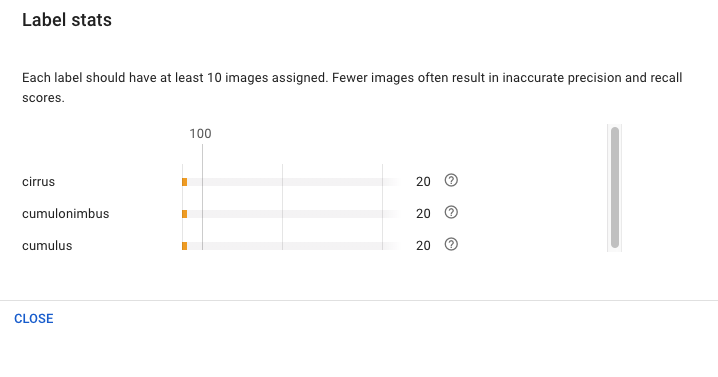 Label stats
Each label should have at least 10 images assigned. Fewer images often result in inaccurate precision and recall
scores.
100
cirrus 20 ?
cumulonimbus 20 ?
cumulus 20 ?
CLOSE